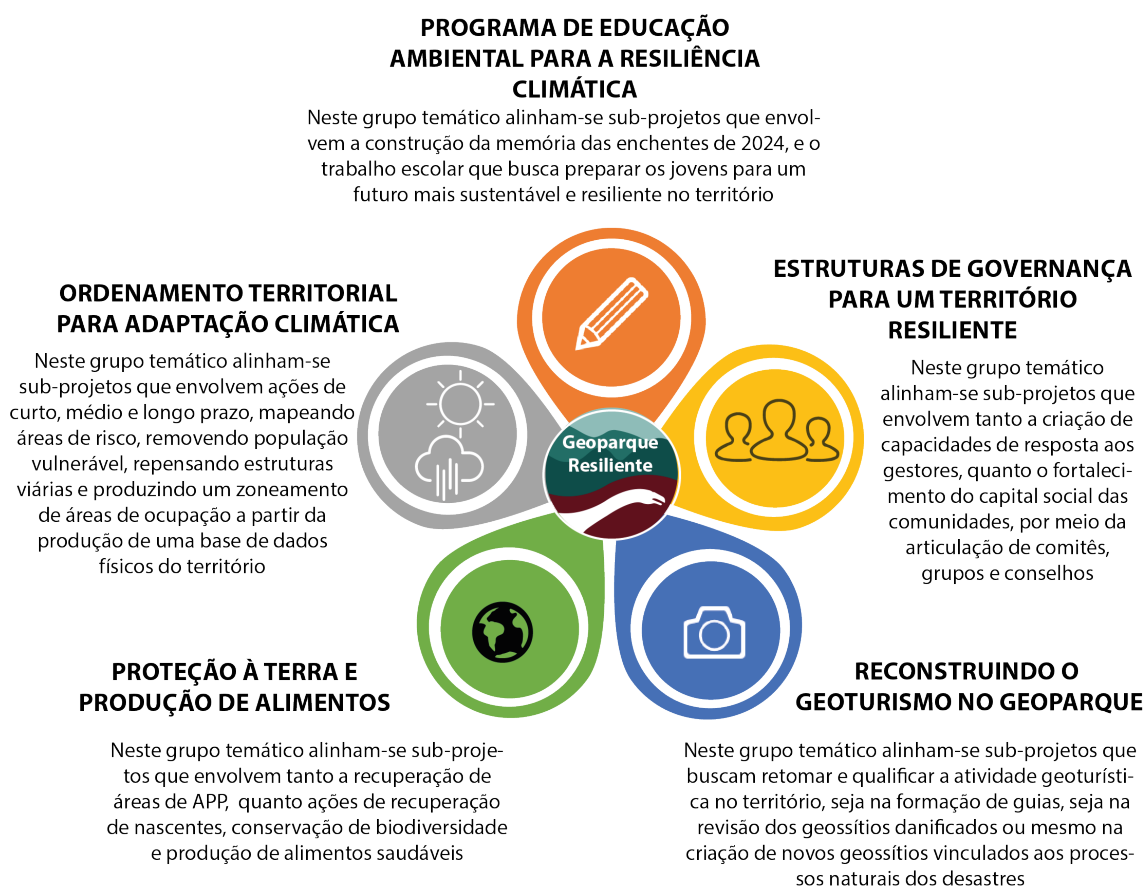 PROGRAMA DE EDUCAÇÃO
AMBIENTAL PARA A RESILIÊNCIA
CLIMÁTICA
Neste grupo temático alinham-se sub-projetos que envol-
vem a construção da memória das enchentes de 2024, e o
trabalho escolar que busca preparar os jovens para um
futuro mais sustentável e resiliente no território
ORDENAMENTO TERRITORIAL
PARA ADAPTAÇÃO CLIMÁTICA
Neste grupo temático alinham-se
sub-projetos que envolvem ações de
curto, médio e longo prazo, mapeando
áreas de risco, removendo população
vulnerável, repensando estruturas
viárias e produzindo um zoneamento
de áreas de ocupação a partir da
produção de uma base de dados
físicos do território
ESTRUTURAS DE GOVERNANÇA
PARA UM TERRITÓRIO
RESILIENTE
Neste grupo temático
alinham-se sub-projetos que
envolvem tanto a criação de
capacidades de resposta aos
gestores, quanto o fortaleci-
mento do capital social das
comunidades, por meio da
articulação de comitês,
grupos e conselhos
Geoparque
Resiliente
PROTEÇÃO À TERRA E
PRODUÇÃO DE ALIMENTOS
Neste grupo temático alinham-se sub-proje-
tos que envolvem tanto a recuperação de
áreas de APP, quanto ações de recuperação
de nascentes, conservação de biodiversidade
e produção de alimentos saudáveis
RECONSTRUINDO O
GEOTURISMO NO GEOPARQUE
Neste grupo temático alinham-se sub-projetos que
buscam retomar e qualificar a atividade geoturísti-
ca no território, seja na formação de guias, seja na
revisão dos geossítios danificados ou mesmo na
criação de novos geossítios vinculados aos proces-
sos naturais dos desastres